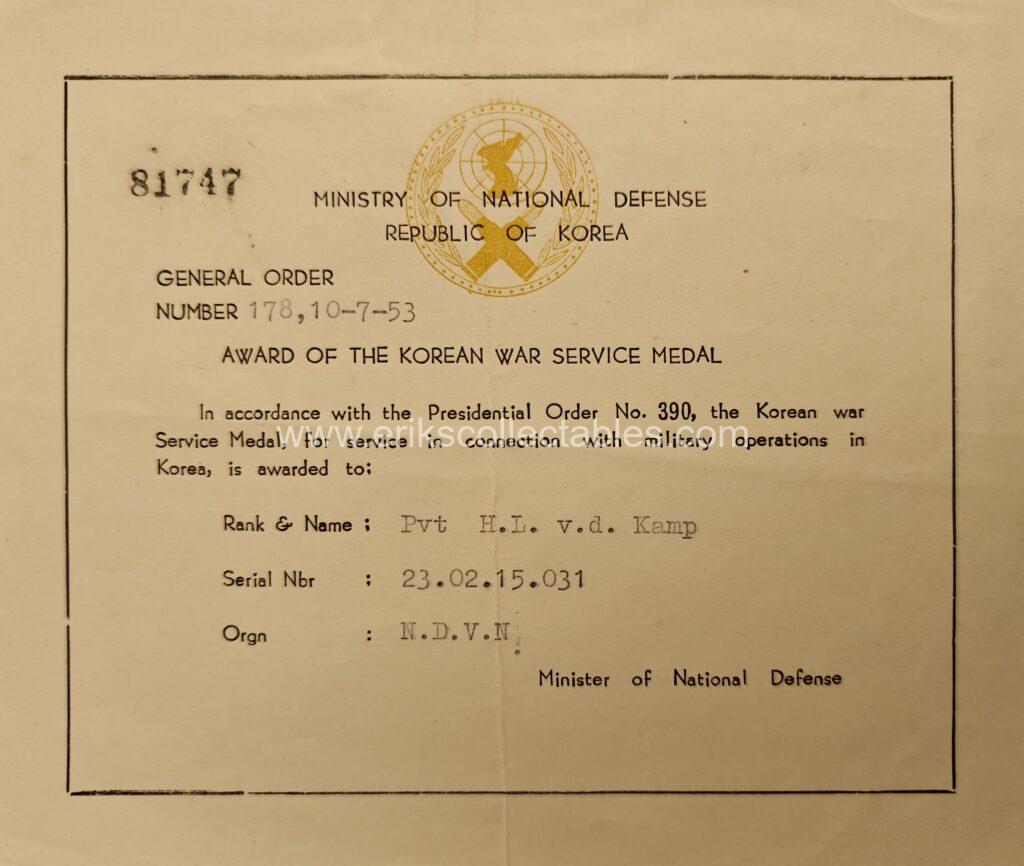 81747
MINISTRY OF NATIONAL DEFENSE
REPUBLIC OF KOREA
GENERAL ORDER
NUMBER 178,10-7-53
AWARD OF THE KOREAN WAR SERVICE MEDAL
In accordance with the Presidential Order No. 390, the Korean war
Service Medal, for service in connection with military operations in
www.erikscollectables.com
Korea, is awarded to:
Rank & Name : Pvt H.L. v.d. Kamp
Serial Nbr : 23.02.15.031
Orgn : N.D.V.N.
Minister of National Defense